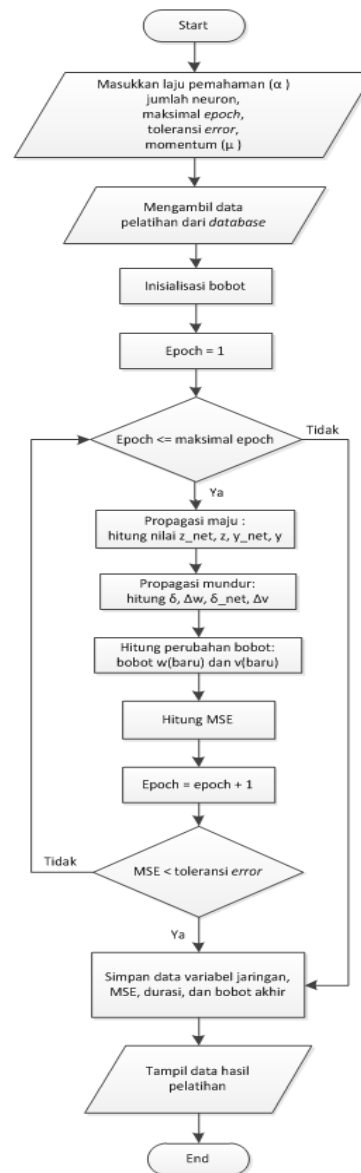 Start
Masukkan laju pemahaman (α )
jumlah neuron,
maksimal epoch,
toleransi error,
momentum (μ )
Mengambil data
pelatihan dari database
Inisialisasi bobot
Epoch = 1
Epoch <= maksimal epoch
Tidak
Ya
Propagasi maju :
hitung nilai z_net, z, y_net, y
Propagasi mundur:
hitung δ, Δw, δ_net, Δv
Hitung perubahan bobot:
bobot w(baru) dan v(baru)
Hitung MSE
Epoch = epoch + 1
Tidak
MSE < toleransi error
Ya
Simpan data variabel jaringan,
MSE, durasi, dan bobot akhir
Tampil data hasil
pelatihan
End